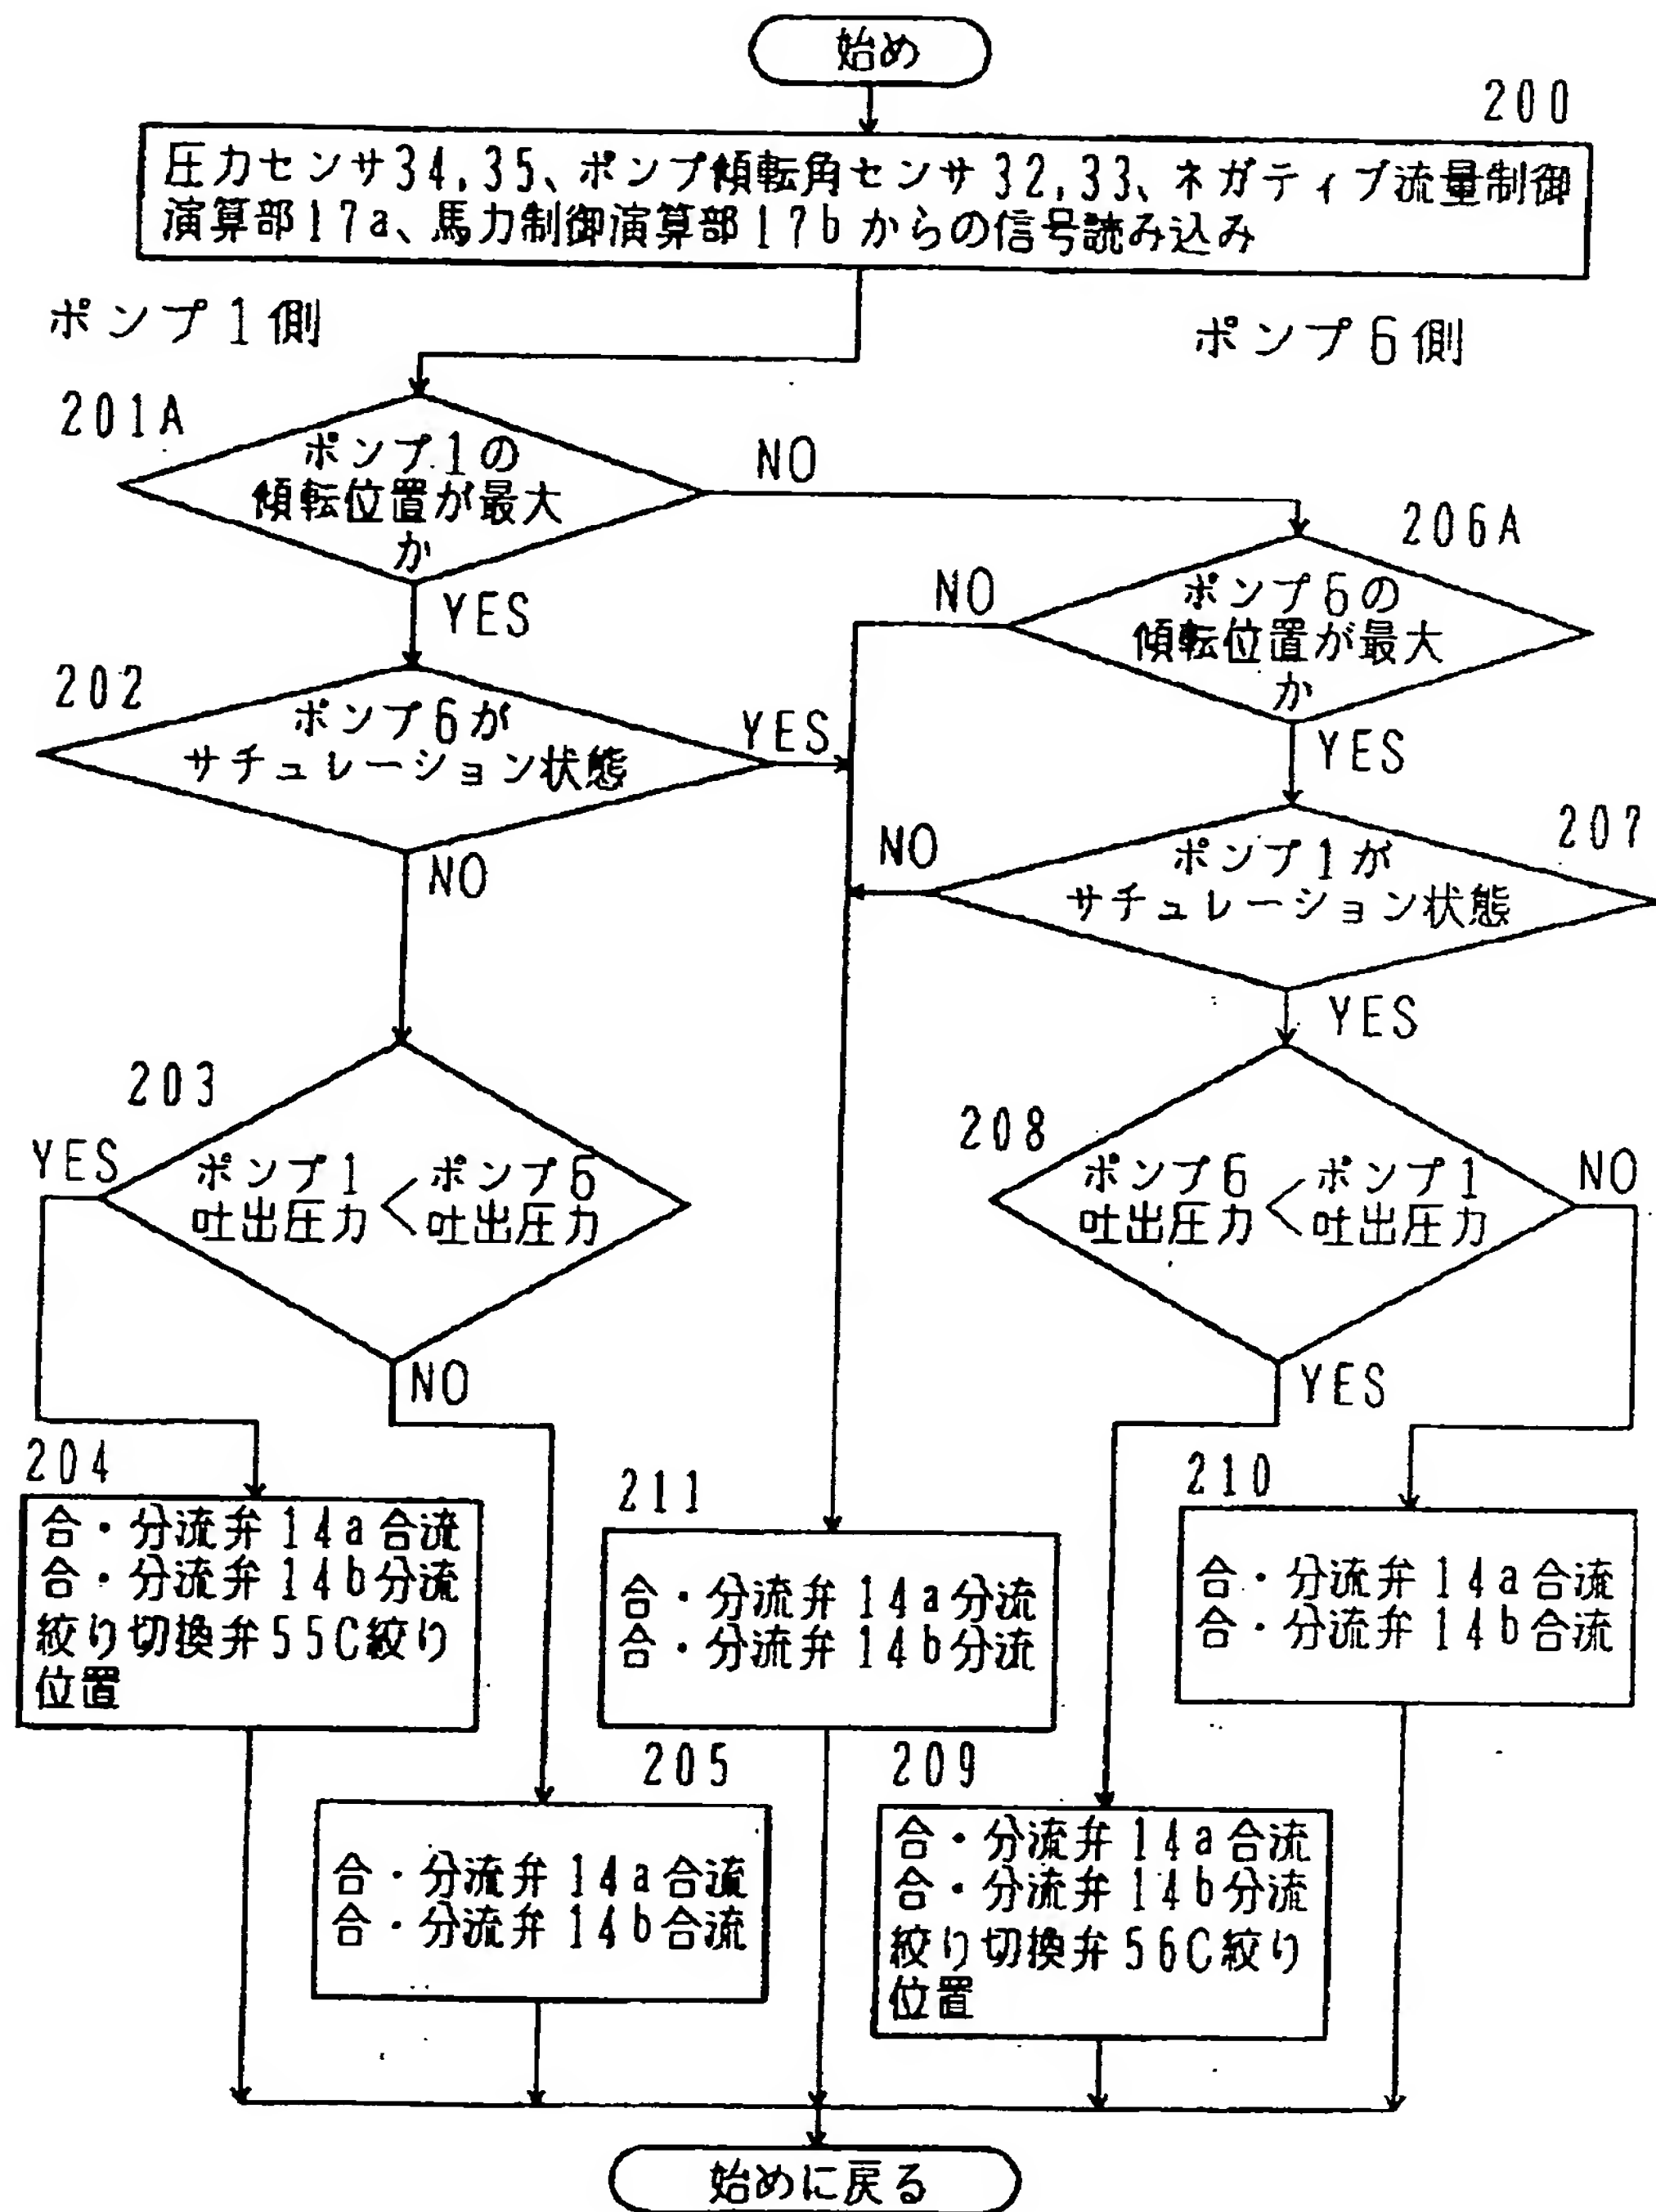 始め
200
圧力センサ34,35、ポンプ傾転角センサ32,33、ネガティブ流量制御
演算部17a、馬力制御演算部17bからの信号読み込み
ポンプ1側
ポンプ6側
201A
ポンプ1の
傾転位置が最大
か
NO
YES
206A
ポンプ6の
傾転位置が最大
か
NO
YES
202
ポンプ6が
サチュレーション状態
YES
NO
207
ポンプ1が
サチュレーション状態
NO
YES
203
YES
ポンプ1
吐出圧力
<
ポンプ6
吐出圧力
NO
208
ポンプ6
吐出圧力
<
ポンプ1
吐出圧力
NO
YES
204
合・分流弁14a合流
合・分流弁14b分流
絞り切換弁55C絞り
位置
211
合・分流弁14a分流
合・分流弁14b分流
210
合・分流弁14a合流
合・分流弁14b合流
205
合・分流弁14a合流
合・分流弁14b合流
209
合・分流弁14a合流
合・分流弁14b分流
絞り切換弁56C絞り
位置
始めに戻る